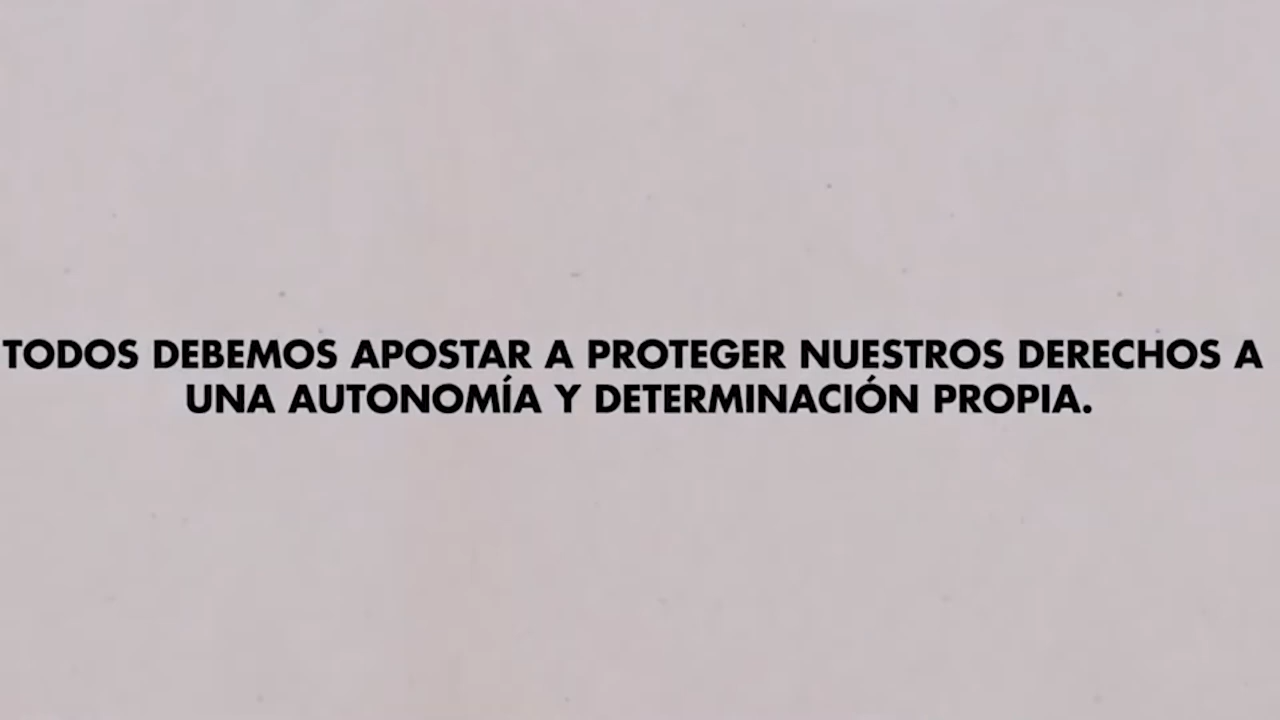 TODOS DEBEMOS APOSTAR A PROTEGER NUESTROS DERECHOS A
UNA AUTONOMÍA Y DETERMINACIÓN PROPIA.